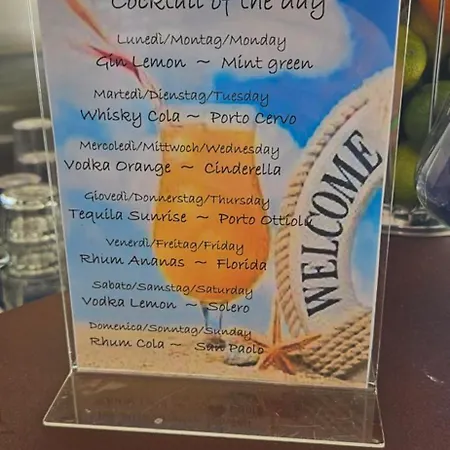 Cocktail of the day
Lunedì/Montag/Monday
Gin Lemon ~ Mint green
Martedì/Dienstag/Tuesday
Whisky Cola ~ Porto Cervo
Mercoledì/Mittwoch/Wednesday
Vodka Orange ~ Cinderella
Giovedì/Donnerstag/Thursday
Tequila Sunrise ~ Porto Ottiolu
Venerdì/Freitag/Friday
Rhum Ananas ~ Florida
Sabato/Samstag/Saturday
Vodka Lemon ~ Solero
Domenica/Sonntag/Sunday
Rhum Cola ~ San Paolo
WELCOME